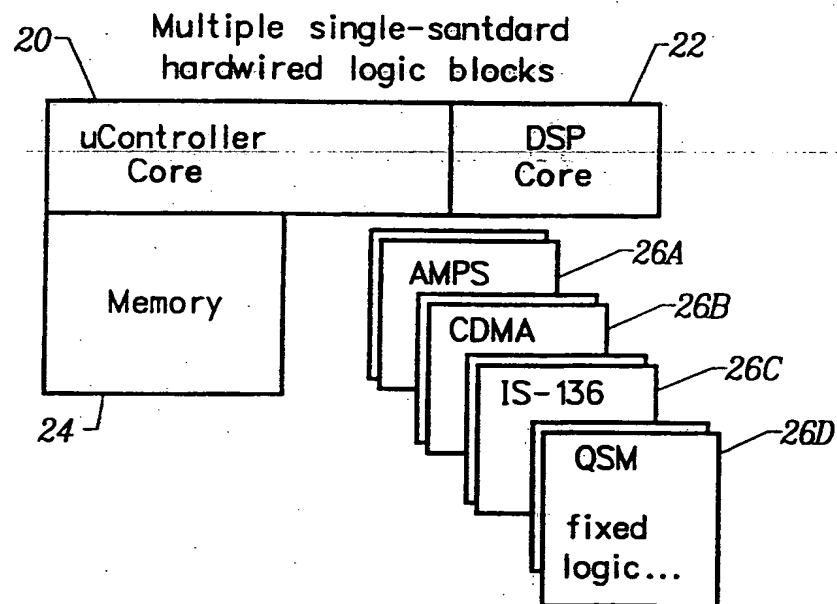 Multiple single-santdard
hardwired logic blocks
20
22
uController
Core
DSP
Core
Memory
24
AMPS
26A
CDMA
26B
IS-136
26C
QSM
26D
fixed
logic...